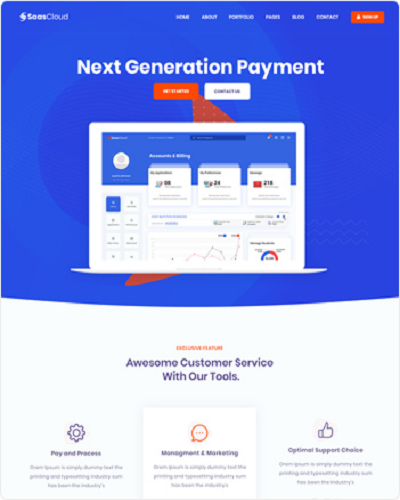 SaasCloud
HOME ABOUT PORTFOLIO PAGES BLOG CONTACT SIGN UP
Next Generation Payment
GET STARTED CONTACT US
Accounts & Billing
EXCLUSIVE FEATURE
Awesome Customer Service
With Our Tools.
Pay and Process
Managment & Marketing
Optimal Support Choice
orem Ipsum is simply dummy text the
printing and typesetting industry sum
has been the industry's
orem Ipsum is simply dummy text the
printing and typesetting industry sum
has been the industry's
orem Ipsum is simply dummy text the
printing and typesetting industry sum
has been the industry's